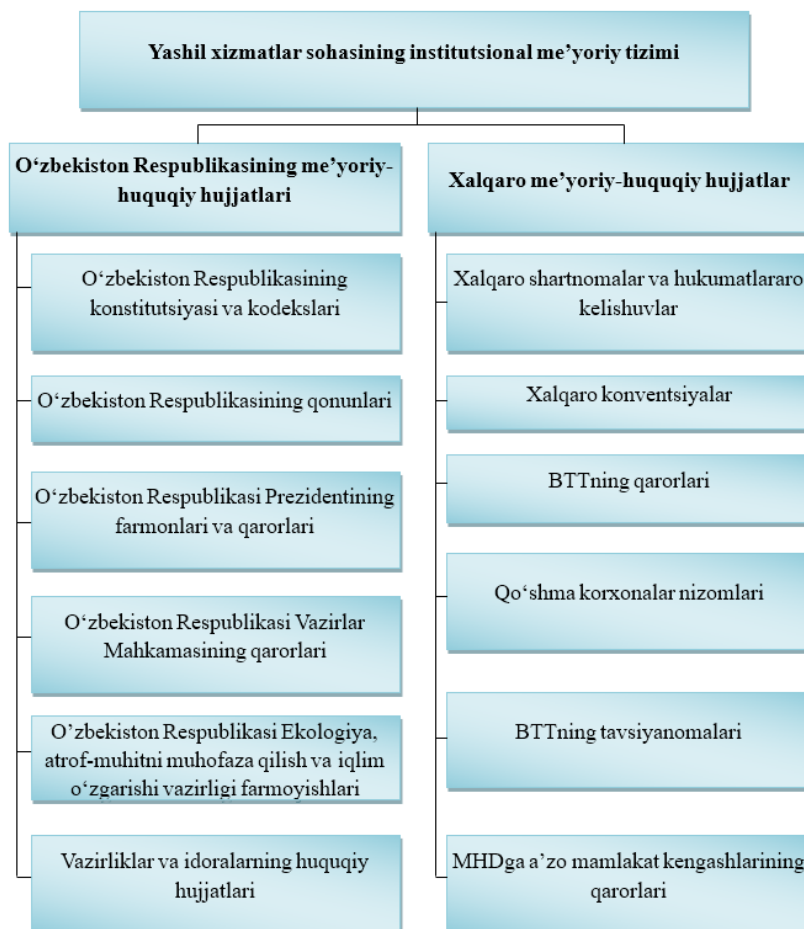 Yashil xizmatlar sohasining institutsional me’yoriy tizimi
O‘zbekiston Respublikasining me’yoriy-
huquqiy hujjatlari
O‘zbekiston Respublikasining
konstitutsiyasi va kodekslari
O‘zbekiston Respublikasining qonunlari
O‘zbekiston Respublikasi Prezidentining
farmonlari va qarorlari
O‘zbekiston Respublikasi Vazirlar
Mahkamasining qarorlari
O’zbekiston Respublikasi Ekologiya,
atrof-muhitni muhofaza qilish va iqlim
o‘zgarishi vazirligi farmoyishlari
Vazirliklar va idoralarning huquqiy
hujjatlari
Xalqaro me’yoriy-huquqiy hujjatlar
Xalqaro shartnomalar va hukumatlararo
kelishuvlar
Xalqaro konventsiyalar
BTTning qarorlari
Qo‘shma korxonalar nizomlari
BTTning tavsiyanomalari
MHDga a’zo mamlakat kengashlarining
qarorlari